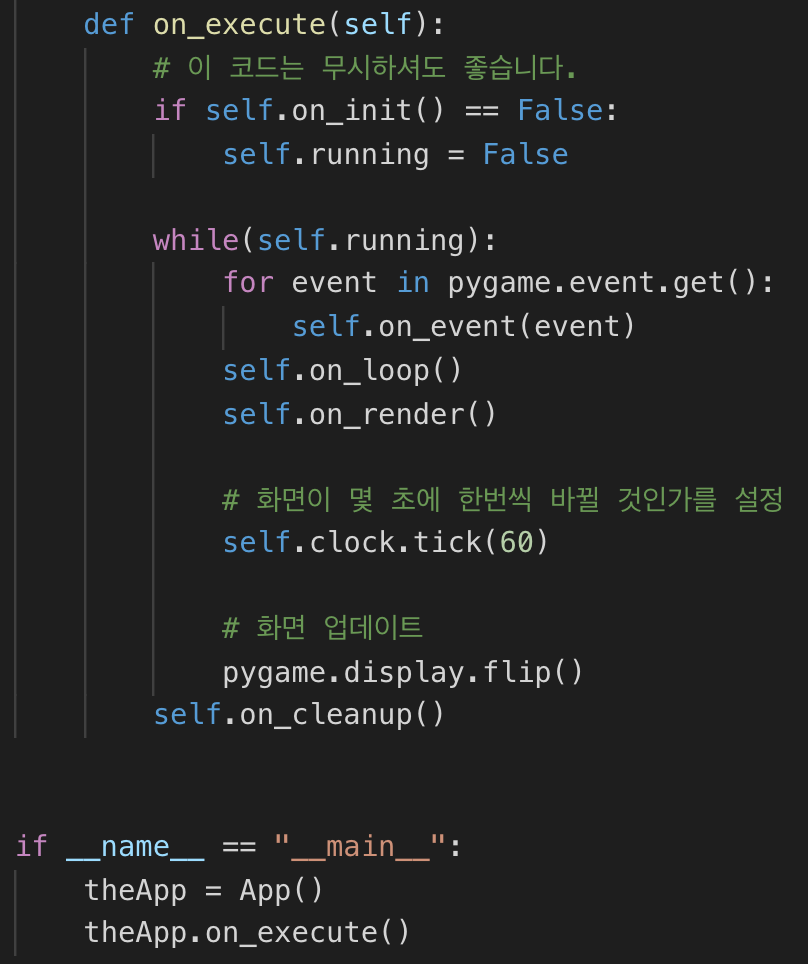 def on_execute(self):
# 이 코드는 무시하셔도 좋습니다.
if self.on_init() == False:
self.running = False
while(self.running):
for event in pygame.event.get():
self.on_event(event)
self.on_loop()
self.on_render()
# 화면이 몇 초에 한번씩 바뀔 것인가를 설정
self.clock.tick(60)
# 화면 업데이트
pygame.display.flip()
self.on_cleanup()
if __name__ == "__main__":
theApp = App()
theApp.on_execute()